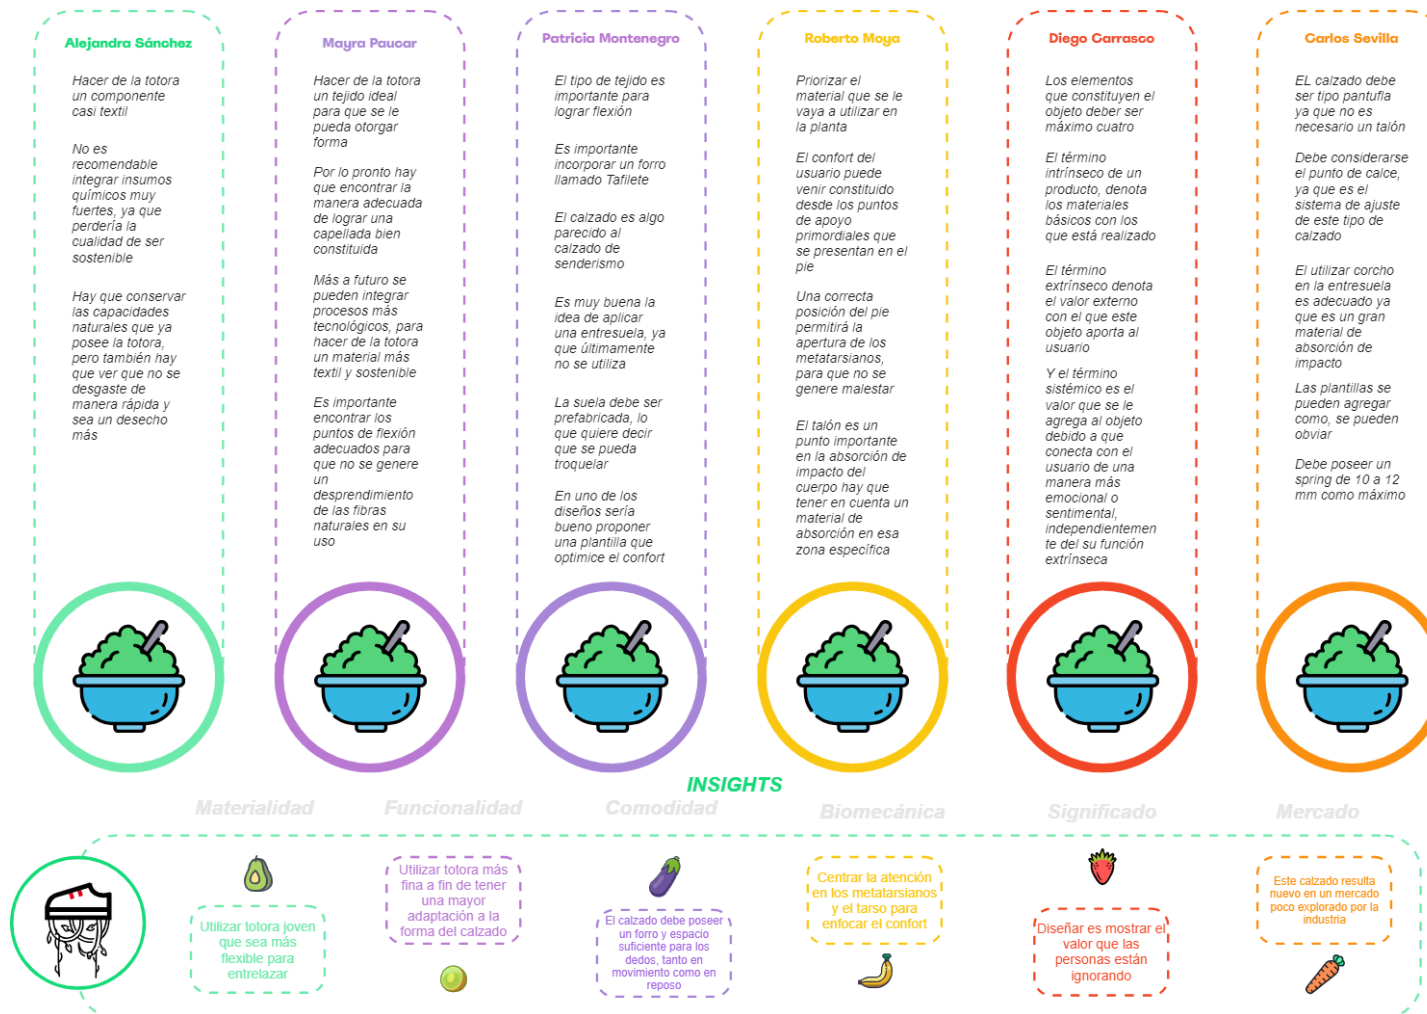 Alejandra Sánchez
Hacer de la totora
un componente
casi textil
No es
recomendable
integrar insumos
químicos muy
fuertes, ya que
perdería la
cualidad de ser
sostenible
Hay que conservar
las capacidades
naturales que ya
posee la totora,
pero también hay
que ver que no se
desgaste de
manera rápida y
sea un desecho
más
Mayra Paucar
Hacer de la totora
un tejido ideal
para que se le
pueda otorgar
forma
Por lo pronto hay
que encontrar la
manera adecuada
de lograr una
capellada bien
constituida
Más a futuro se
pueden integrar
procesos más
tecnológicos, para
hacer de la totora
un material más
textil y sostenible
Es importante
encontrar los
puntos de flexión
adecuados para
que no se genere
un
desprendimiento
de las fibras
naturales en su
uso
Patricia Montenegro
El tipo de tejido es
importante para
lograr flexión
Es importante
incorporar un forro
llamado Tafilete
El calzado es algo
parecido al
calzado de
senderismo
Es muy buena la
idea de aplicar
una entresuela, ya
que últimamente
no se utiliza
La suela debe ser
prefabricada, lo
que quiere decir
que se pueda
troquelar
En uno de los
diseños sería
bueno proponer
una plantilla que
optimice el confort
Roberto Moya
Priorizar el
material que se le
vaya a utilizar en
la planta
El confort del
usuario puede
venir constituido
desde los puntos
de apoyo
primordiales que
se presentan en el
pie
Una correcta
posición del pie
permitirá la
apertura de los
metatarsianos,
para que no se
genere malestar
El talón es un
punto importante
en la absorción de
impacto del
cuerpo hay que
tener en cuenta un
material de
absorción en esa
zona específica
Diego Carrasco
Los elementos
que constituyen el
objeto deber ser
máximo cuatro
El término
intrínseco de un
producto, denota
los materiales
básicos con los
que está realizado
El término
extrínseco denota
el valor externo
con el que este
objeto aporta al
usuario
Y el término
sistémico es el
valor que se le
agrega al objeto
debido a que
conecta con el
usuario de una
manera más
emocional o
sentimental,
independientemen
te del su función
extrínseca
Carlos Sevilla
EL calzado debe
ser tipo pantufla
ya que no es
necesario un talón
Debe considerarse
el punto de calce,
ya que es el
sistema de ajuste
de este tipo de
calzado
El utilizar corcho
en la entresuela
es adecuado ya
que es un gran
material de
absorción de
impacto
Las plantillas se
pueden agregar
como, se pueden
obviar
Debe poseer un
spring de 10 a 12
mm como máximo
INSIGHTS
Materialidad
Funcionalidad
Comodidad
Biomecánica
Significado
Mercado
Utilizar totora joven
que sea más
flexible para
entrelazar
Utilizar totora más
fina a fin de tener
una mayor
adaptación a la
forma del calzado
El calzado debe poseer
un forro y espacio
suficiente para los
dedos, tanto en
movimiento como en
reposo
Centrar la atención
en los metatarsianos
y el tarso para
enfocar el confort
Diseñar es mostrar el
valor que las
personas están
ignorando
Este calzado resulta
nuevo en un mercado
poco explorado por la
industria